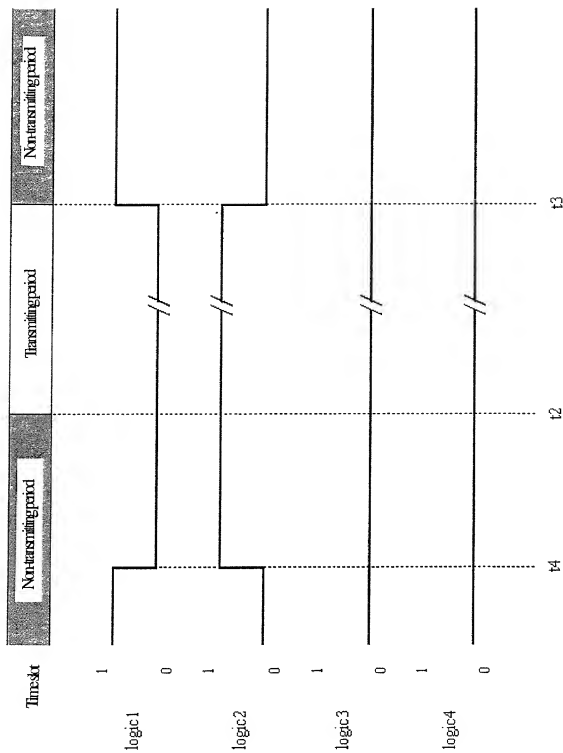 Timeslot
Non-transmitting period
Transmitting period
Non-transmitting period
logic1
1
0
logic2
1
0
logic3
1
0
logic4
1
0
t4
t2
t3